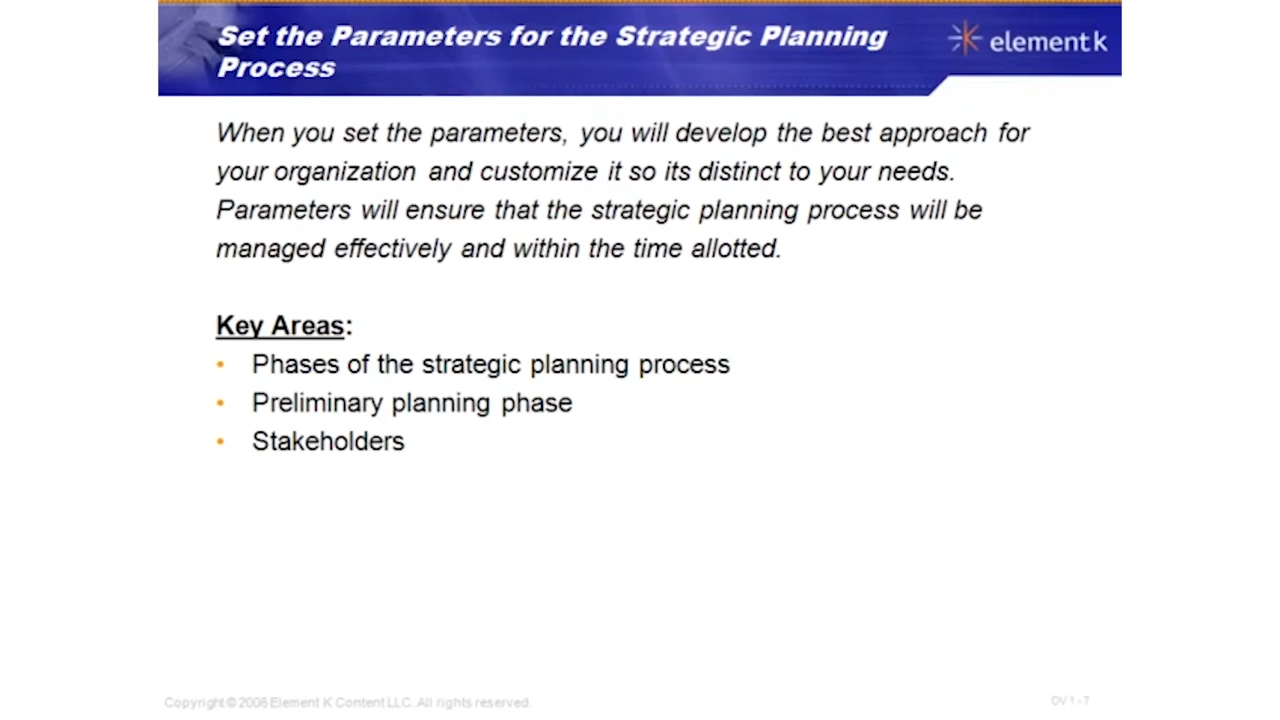 Set the Parameters for the Strategic Planning
Process
element k
When you set the parameters, you will develop the best approach for
your organization and customize it so its distinct to your needs.
Parameters will ensure that the strategic planning process will be
managed effectively and within the time allotted.
Key Areas:
• Phases of the strategic planning process
• Preliminary planning phase
• Stakeholders
Copyright © 2006 Element K Content LLC. All rights reserved.
OV 1 - 7